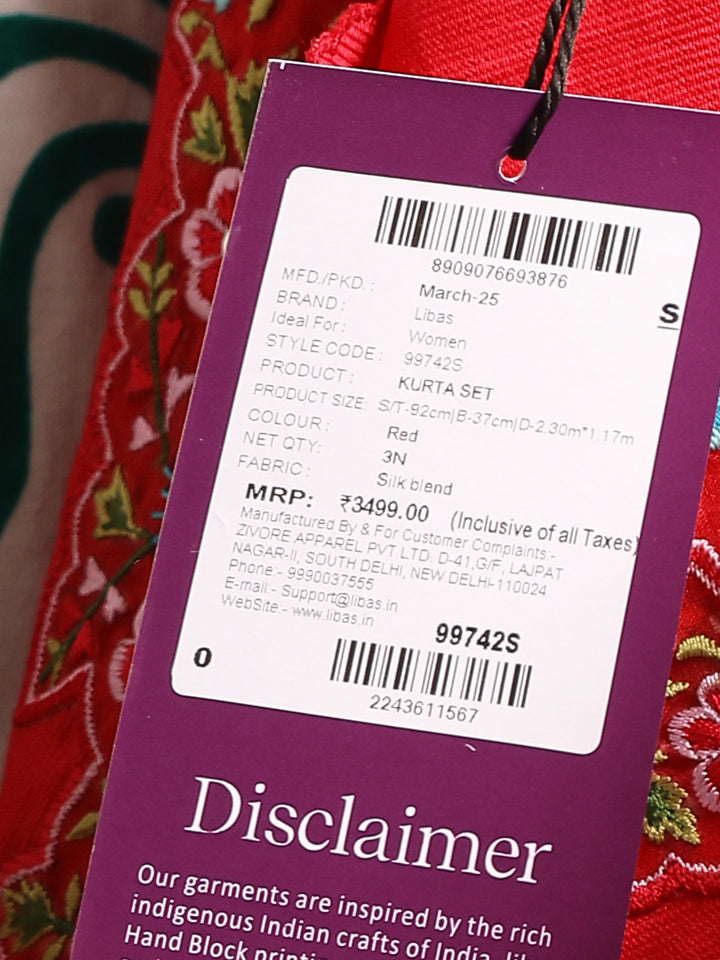 8909076693876
MFD./PKD. : March-25
BRAND : Libas
S
Ideal For : Women
STYLE CODE : 99742S
PRODUCT : KURTA SET
PRODUCT SIZE: S/T-92cm|B-37cm|D-2.30m*1.17m
COLOUR : Red
NET QTY: 3N
FABRIC : Silk blend
MRP: ₹3499.00 (Inclusive of all Taxes)
Manufactured By & For Customer Complaints:-
ZIVORE APPAREL PVT LTD. D-41,G/F, LAJPAT
NAGAR-II, SOUTH DELHI, NEW DELHI-110024
Phone:- 9990037555
E-mail:- Support@libas.in
WebSite:- www.libas.in
99742S
0
2243611567
Disclaimer
Our garments are inspired by the rich
indigenous Indian crafts of India,
Hand Block